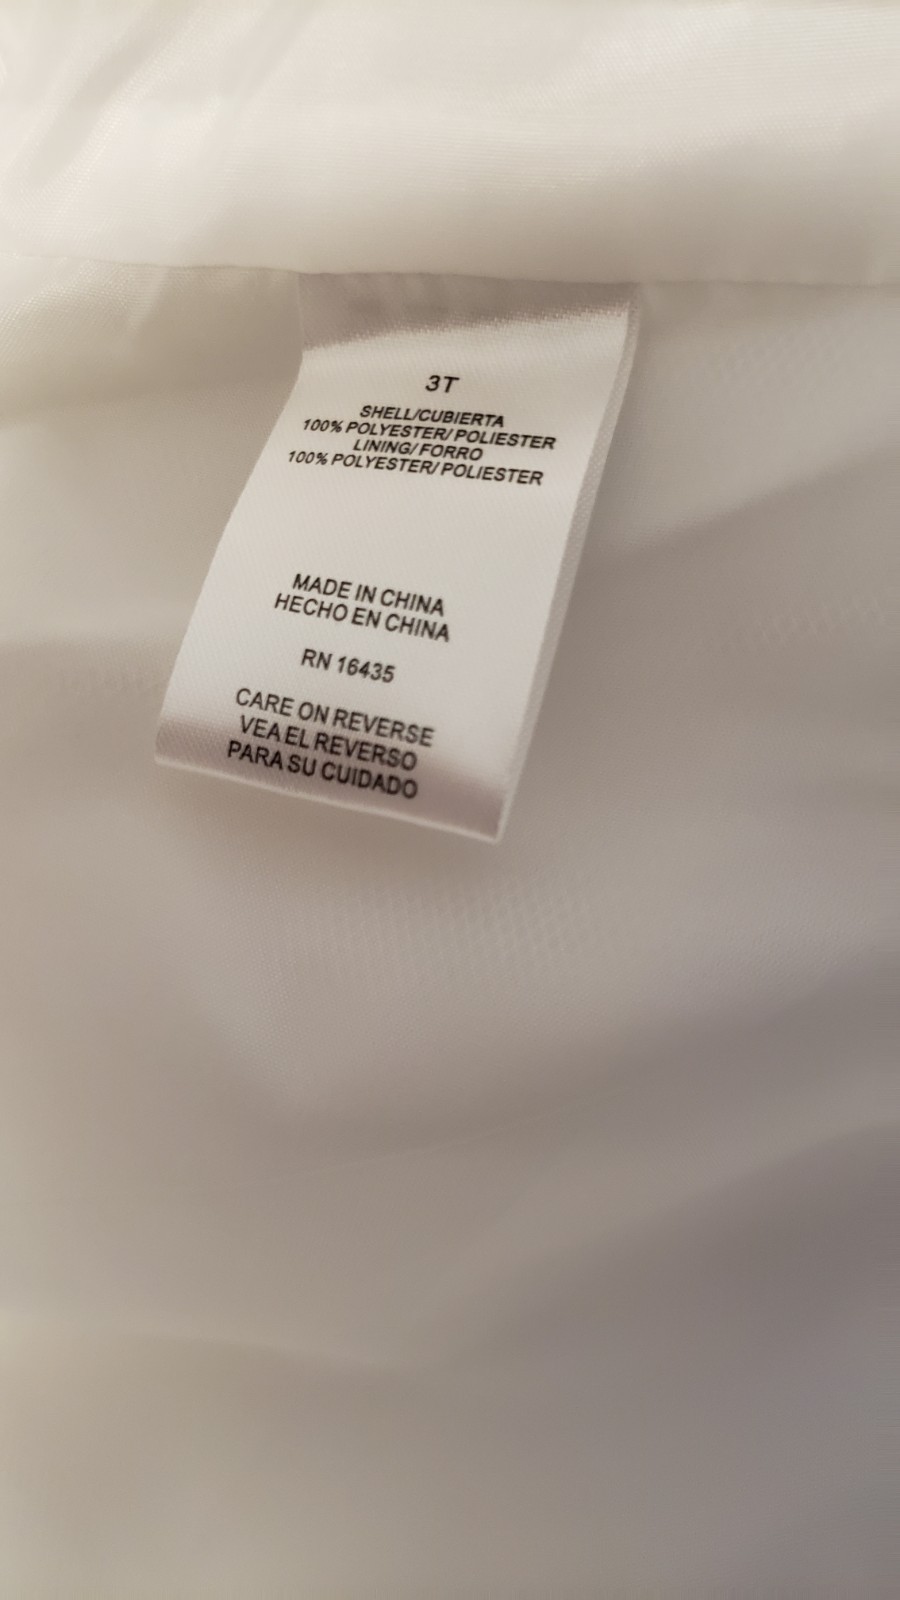 3T
SHELL/CUBIERTA
100% POLYESTER/POLIESTER
LINING/FORRO
100% POLYESTER/POLIESTER
MADE IN CHINA
HECHO EN CHINA
RN 16435
CARE ON REVERSE
VEA EL REVERSO
PARA SU CUIDADO